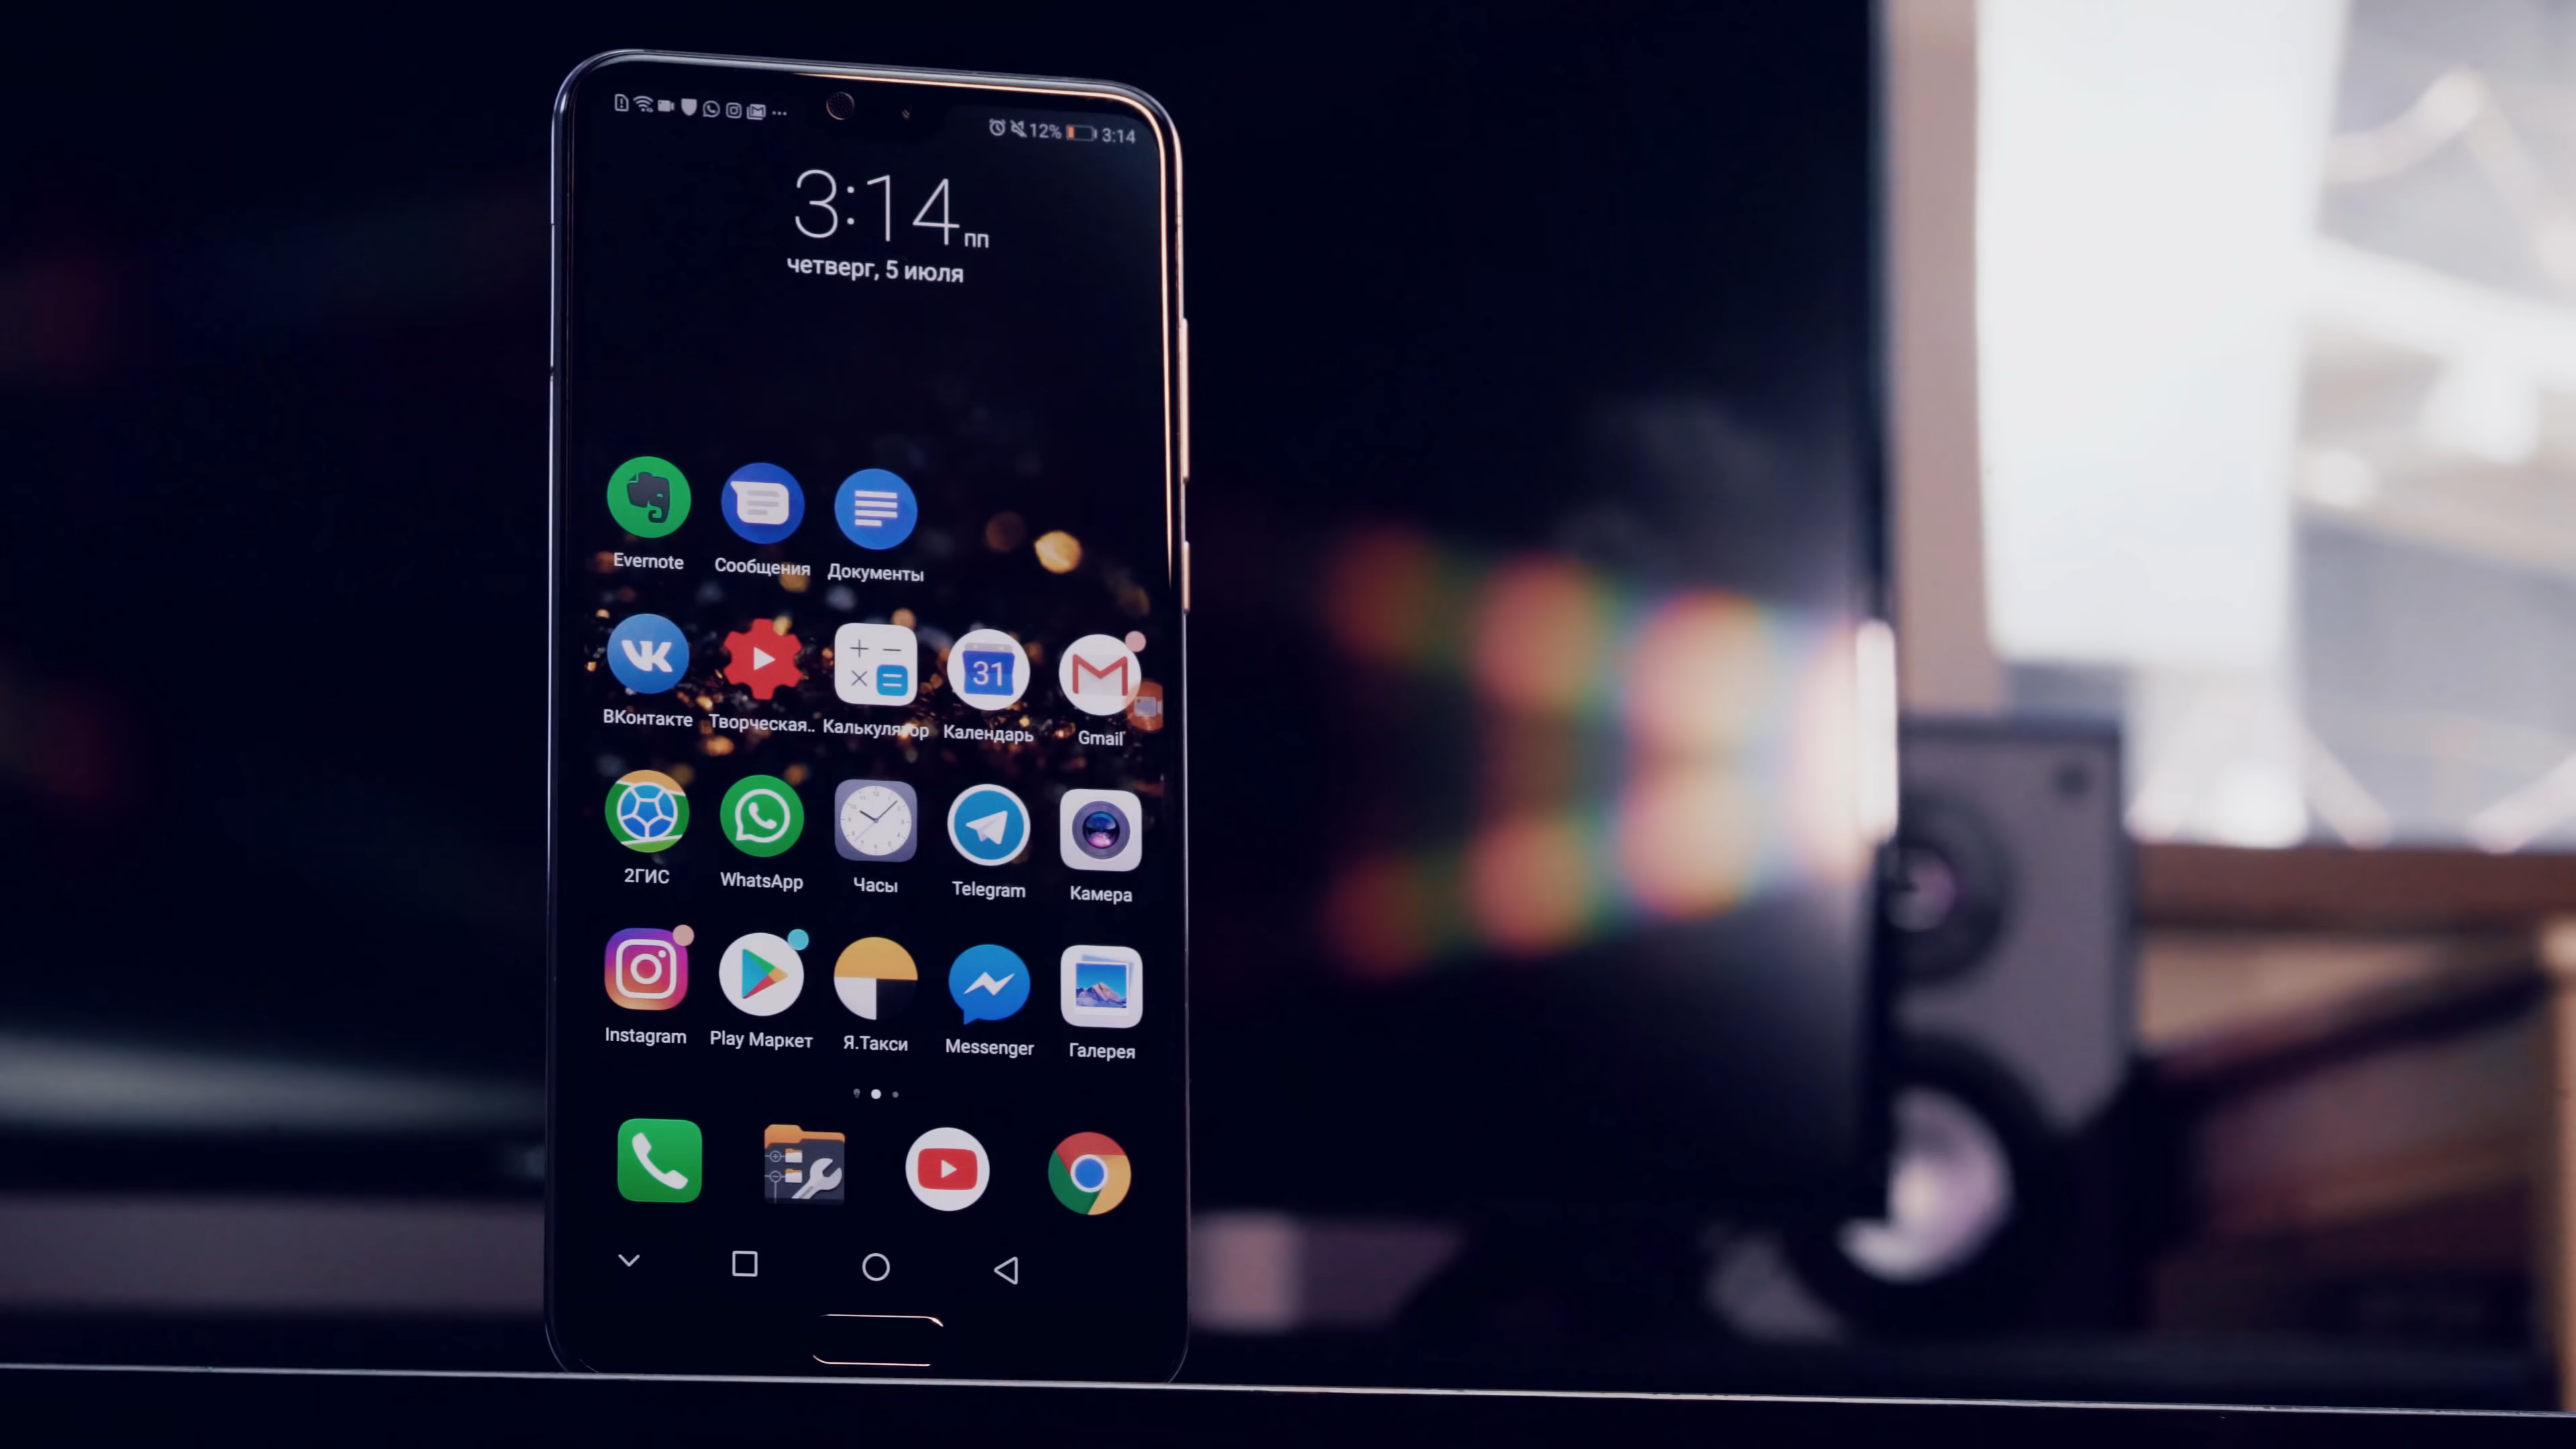 12% 3:14
3:14 пп
четверг, 5 июля
Evernote Сообщения Документы
31
ВКонтакте Творческая.. Калькулятор Календарь Gmail
2ГИС WhatsApp Часы Telegram Камера
Instagram Play Маркет Я.Такси Messenger Галерея